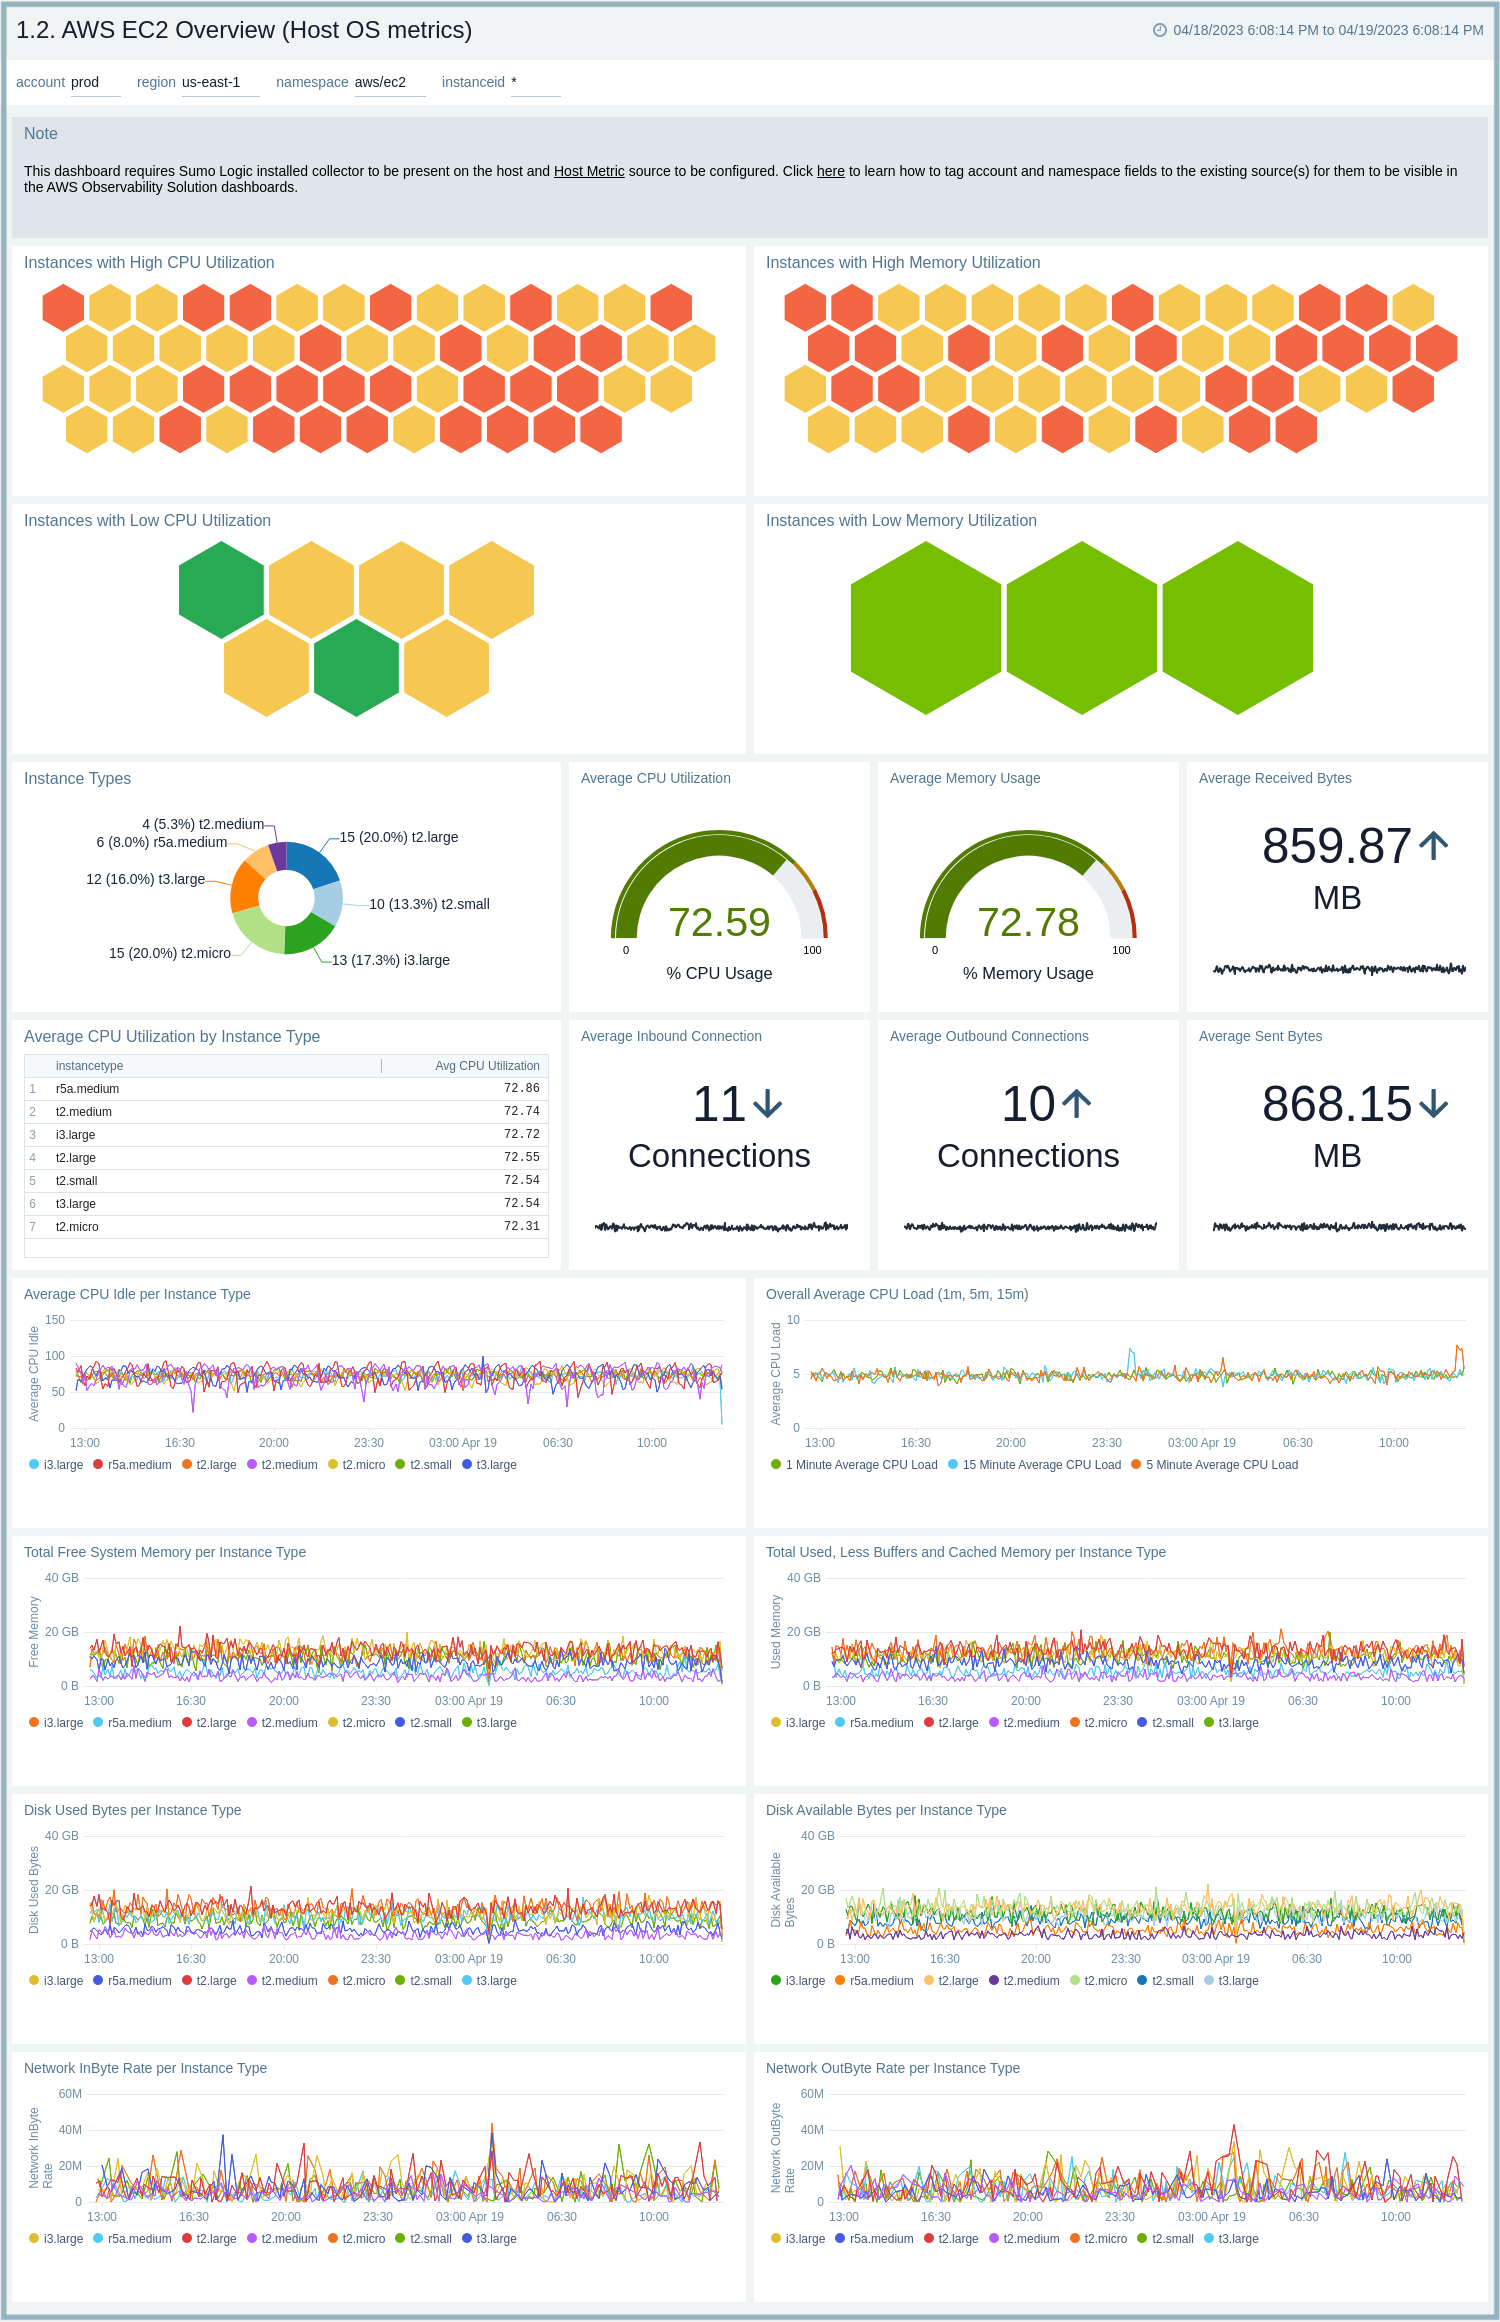 1.2. AWS EC2 Overview (Host OS metrics)
04/18/2023 6:08:14 PM to 04/19/2023 6:08:14 PM
account prod region us-east-1 namespace aws/ec2 instanceid *
Note
This dashboard requires Sumo Logic installed collector to be present on the host and Host Metric source to be configured. Click here to learn how to tag account and namespace fields to the existing source(s) for them to be visible in
the AWS Observability Solution dashboards.
Instances with High CPU Utilization
Instances with High Memory Utilization
Instances with Low CPU Utilization
Instances with Low Memory Utilization
Instance Types
4 (5.3%) t2.medium
6 (8.0%) r5a.medium
15 (20.0%) t2.large
12 (16.0%) t3.large
10 (13.3%) t2.small
15 (20.0%) t2.micro
13 (17.3%) i3.large
Average CPU Utilization
72.59
0 100
% CPU Usage
Average Memory Usage
72.78
0 100
% Memory Usage
Average Received Bytes
859.87
MB
Average CPU Utilization by Instance Type
instancetype Avg CPU Utilization
1 r5a.medium 72.86
2 t2.medium 72.74
3 i3.large 72.72
4 t2.large 72.55
5 t2.small 72.54
6 t3.large 72.54
7 t2.micro 72.31
Average Inbound Connection
11
Connections
Average Outbound Connections
10
Connections
Average Sent Bytes
868.15
MB
Average CPU Idle per Instance Type
Average CPU Idle
150
100
50
0
13:00 16:30 20:00 23:30 03:00 Apr 19 06:30 10:00
i3.large r5a.medium t2.large t2.medium t2.micro t2.small t3.large
Overall Average CPU Load (1m, 5m, 15m)
Average CPU Load
10
5
0
13:00 16:30 20:00 23:30 03:00 Apr 19 06:30 10:00
1 Minute Average CPU Load 15 Minute Average CPU Load 5 Minute Average CPU Load
Total Free System Memory per Instance Type
Free Memory
40 GB
20 GB
0 B
13:00 16:30 20:00 23:30 03:00 Apr 19 06:30 10:00
i3.large r5a.medium t2.large t2.medium t2.micro t2.small t3.large
Total Used, Less Buffers and Cached Memory per Instance Type
Used Memory
40 GB
20 GB
0 B
13:00 16:30 20:00 23:30 03:00 Apr 19 06:30 10:00
i3.large r5a.medium t2.large t2.medium t2.micro t2.small t3.large
Disk Used Bytes per Instance Type
Disk Used Bytes
40 GB
20 GB
0 B
13:00 16:30 20:00 23:30 03:00 Apr 19 06:30 10:00
i3.large r5a.medium t2.large t2.medium t2.micro t2.small t3.large
Disk Available Bytes per Instance Type
Disk Available
Bytes
40 GB
20 GB
0 B
13:00 16:30 20:00 23:30 03:00 Apr 19 06:30 10:00
i3.large r5a.medium t2.large t2.medium t2.micro t2.small t3.large
Network InByte Rate per Instance Type
Network InByte
Rate
60M
40M
20M
0
13:00 16:30 20:00 23:30 03:00 Apr 19 06:30 10:00
i3.large r5a.medium t2.large t2.medium t2.micro t2.small t3.large
Network OutByte Rate per Instance Type
Network OutByte
Rate
60M
40M
20M
0
13:00 16:30 20:00 23:30 03:00 Apr 19 06:30 10:00
i3.large r5a.medium t2.large t2.medium t2.micro t2.small t3.large